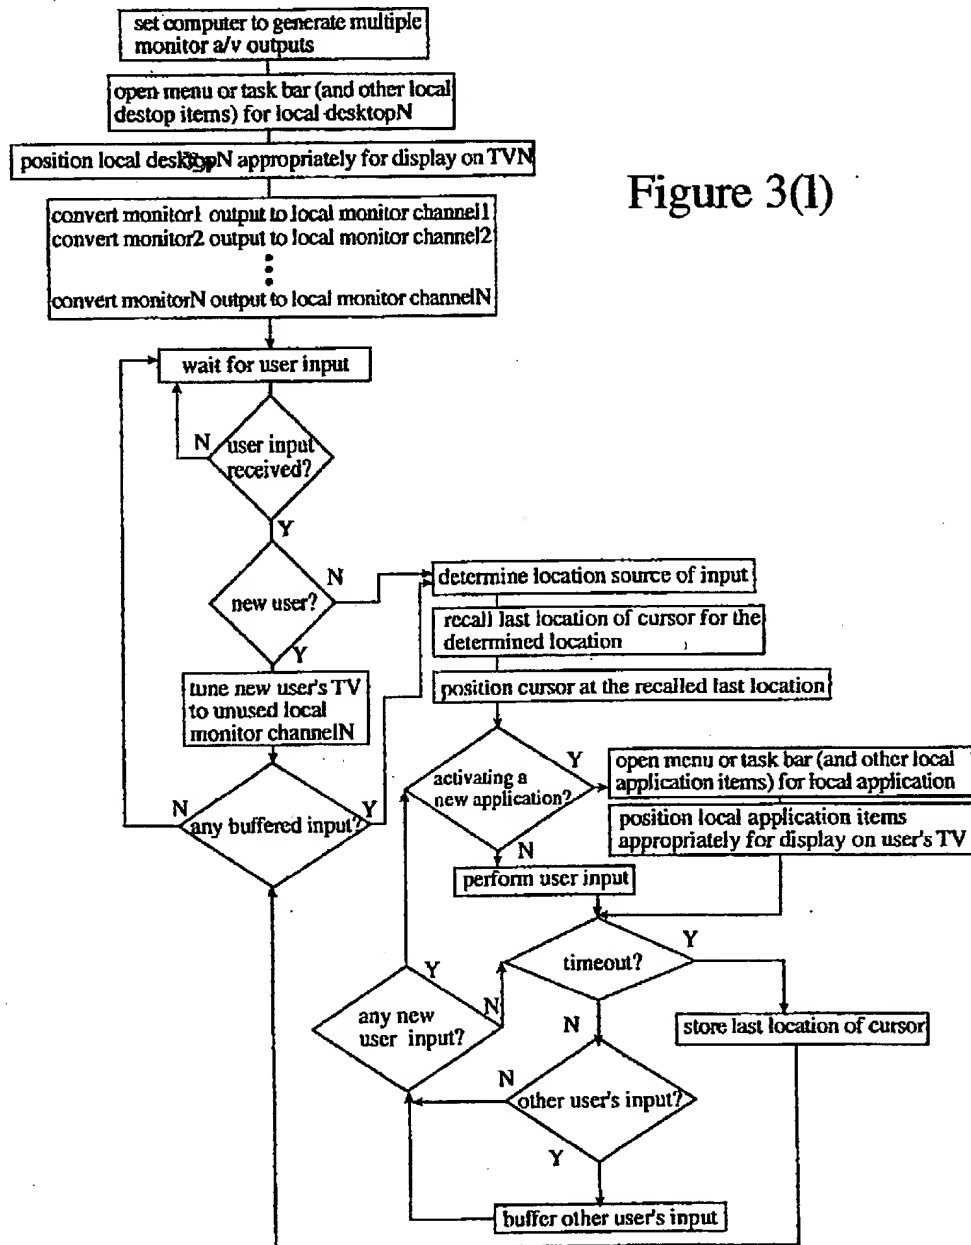 set computer to generate multiple
monitor a/v outputs
open menu or task bar (and other local
destop items) for local desktopN
position local desktopN appropriately for display on TVN
Figure 3(l)
convert monitor1 output to local monitor channel1
convert monitor2 output to local monitor channel2
convert monitorN output to local monitor channelN
wait for user input
N
user input
received?
Y
new user?
N
Y
determine location source of input
recall last location of cursor for the
determined location
position cursor at the recalled last location
tune new user's TV
to unused local
monitor channelN
N
any buffered input?
Y
activating a
new application?
Y
N
open menu or task bar (and other local
application items) for local application
position local application items
appropriately for display on user's TV
perform user input
timeout?
Y
N
any new
user input?
Y
N
store last location of cursor
N
other user's input?
Y
buffer other user's input